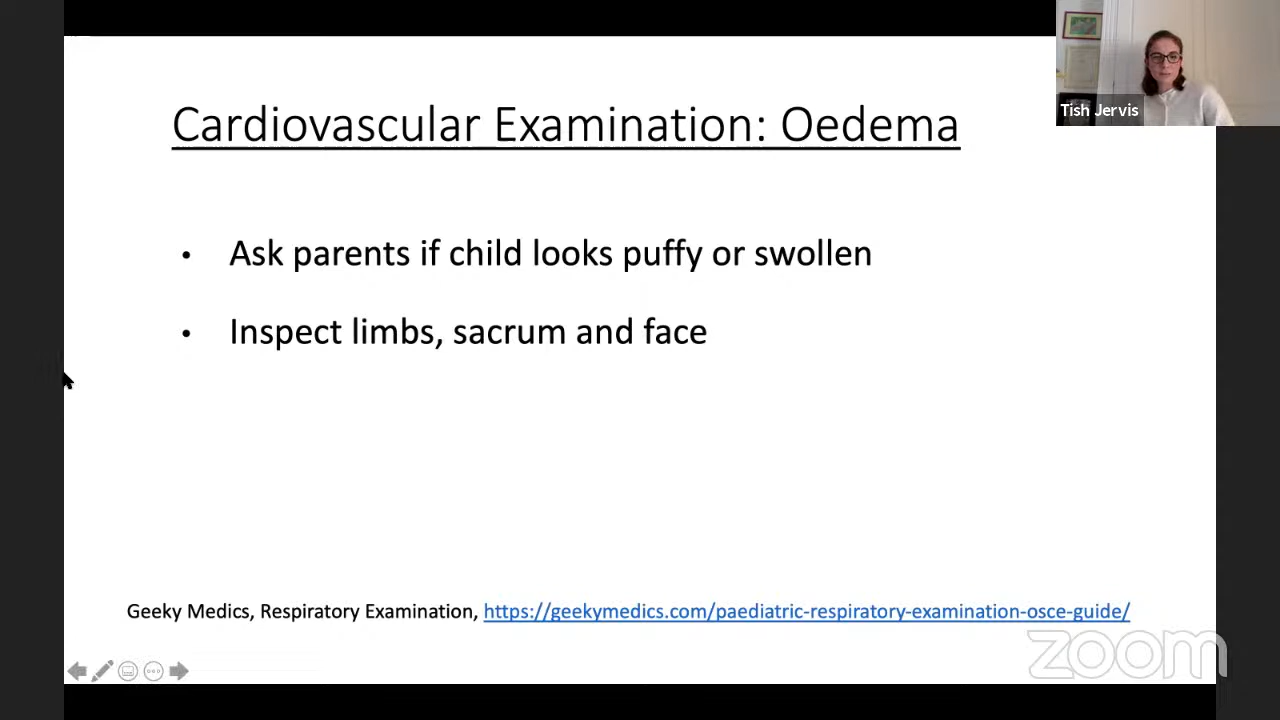 Cardiovascular Examination: Oedema
Tish Jervis
• Ask parents if child looks puffy or swollen
• Inspect limbs, sacrum and face
Geeky Medics, Respiratory Examination, https://geekymedics.com/paediatric-respiratory-examination-osce-guide/
zoom